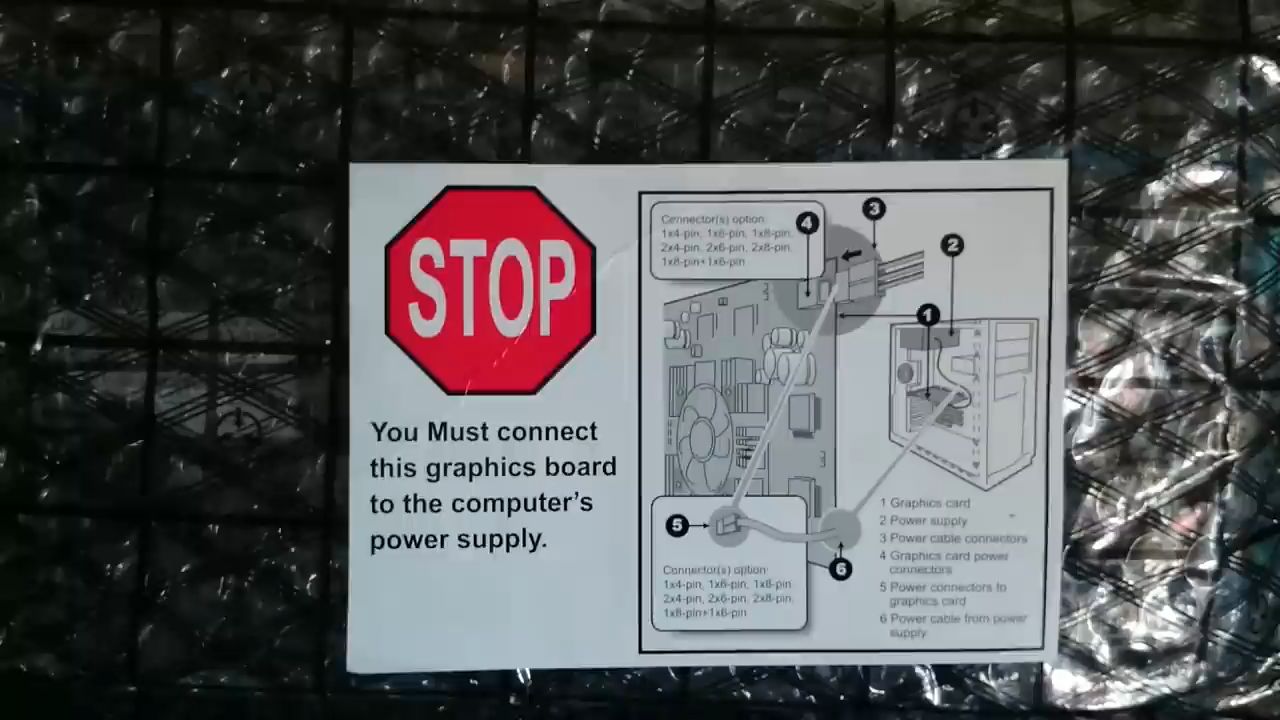 STOP
You Must connect
this graphics board
to the computer's
power supply.
Connector(s) option:
1x4-pin, 1x6-pin, 1x8-pin,
2x4-pin, 2x6-pin, 2x8-pin,
1x8-pin+1x6-pin
4
3
2
1
5
6
Connector(s) option:
1x4-pin, 1x6-pin, 1x8-pin,
2x4-pin, 2x6-pin, 2x8-pin,
1x8-pin+1x6-pin
1 Graphics card
2 Power supply
3 Power cable connectors
4 Graphics card power
connectors
5 Power connectors to
graphics card
6 Power cable from power
supply